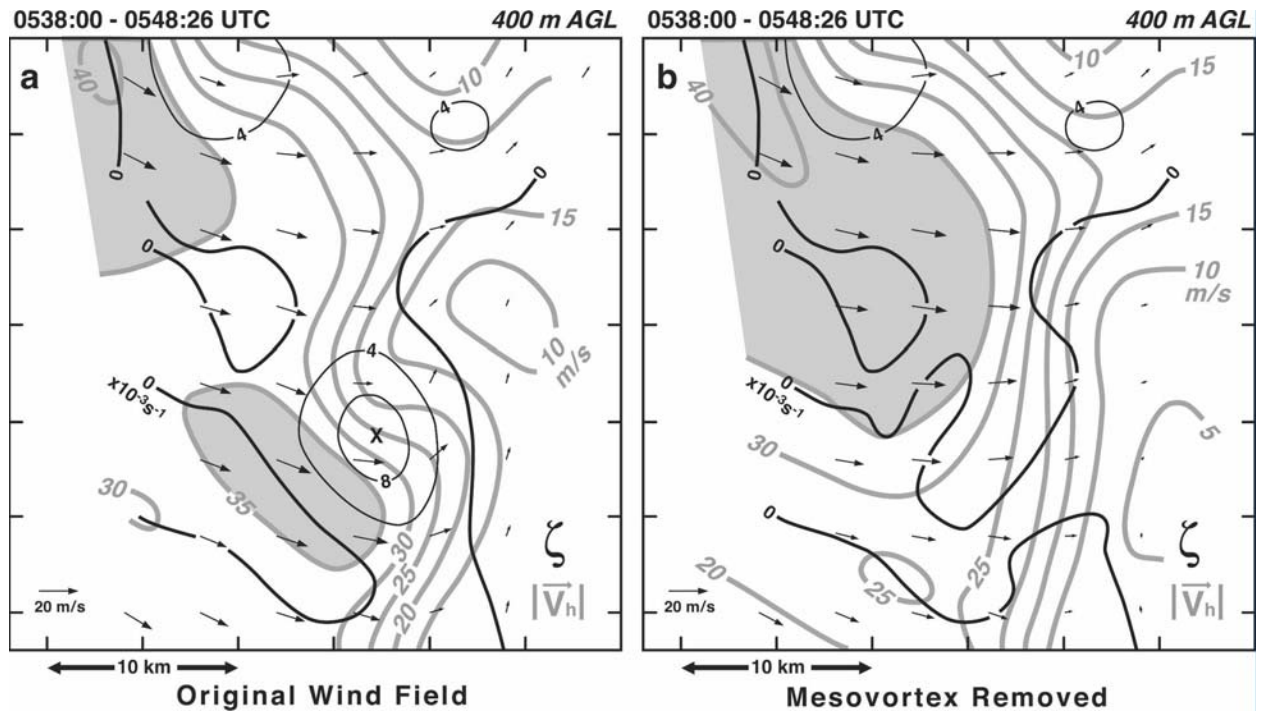 0538:00 - 0548:26 UTC 400 m AGL
a
40
0
4
10
4
0
15
0
10
m/s
0
x10⁻³s⁻¹
4
X
8
30
35
30
25
20
ζ
|V⃗h|
20 m/s
10 km
Original Wind Field
0538:00 - 0548:26 UTC 400 m AGL
b
40
0
4
10
15
4
0
15
0
10
m/s
0
x10⁻³s⁻¹
30
5
0
25
25
20
ζ
|V⃗h|
20 m/s
10 km
Mesovortex Removed